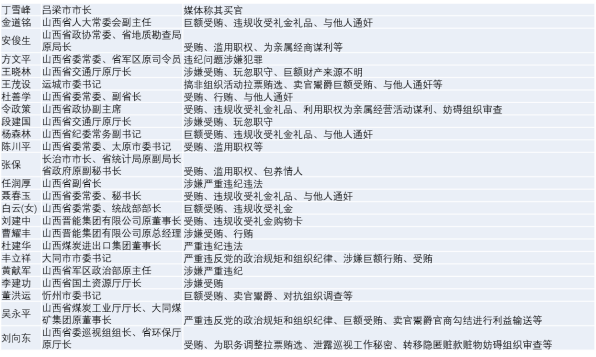 丁雪峰 吕梁市市长 媒体称其买官
金道铭 山西省人大常委会副主任 巨额受贿、违规收受礼金礼品、与他人通奸
安俊生 山西省政协常委、省地质勘查局
原局长 受贿、滥用职权、为亲属经商谋利等
方文平 山西省委常委、省军区原司令员 违纪问题涉嫌犯罪
王晓林 山西省交通厅原厅长 涉嫌受贿、玩忽职守、巨额财产来源不明
王茂设 运城市委书记 搞非组织活动拉票贿选、卖官鬻爵巨额受贿、与他人通奸等
杜善学 山西省委常委、副省长 受贿、行贿、与他人通奸
令政策 山西省政协副主席 受贿、违规收受礼金礼品、利用职权为亲属经营活动谋利、妨碍组织审查
段建国 山西省交通厅原厅长 涉嫌受贿、玩忽职守
杨森林 山西省纪委常务副书记 巨额受贿、违规收受礼金礼品、与他人通奸
陈川平 山西省委常委、太原市委书记 受贿、滥用职权等
张保 长治市市长、省统计局原副局长
省政府原副秘书长 受贿、滥用职权、包养情人
任润厚 山西省副省长 涉嫌严重违纪违法
聂春玉 山西省委常委、秘书长 受贿、违规收受礼金礼品、与他人通奸
白云(女) 山西省委常委、统战部部长 巨额受贿、违规收受礼金
刘建中 山西晋能集团有限公司原董事长 受贿、违规收受礼金购物卡
曹耀丰 山西晋能集团有限公司原总经理 涉嫌受贿、行贿
杜建华 山西煤炭进出口集团董事长 严重违纪违法
丰立祥 大同市市委书记 严重违反党的政治规矩和组织纪律、涉嫌巨额行贿、受贿
黄献军 山西省军区政治部原主任 涉嫌严重违纪
李建功 山西省国土资源厅厅长 涉嫌受贿
董洪运 忻州市委书记 巨额受贿、卖官鬻爵、对抗组织调查等
吴永平 山西省煤炭工业厅厅长、大同煤
矿集团原董事长 严重违反党的政治规矩和组织纪律、巨额受贿、卖官鬻爵官商勾结进行利益输送等
刘向东 山西省委巡视组组长、省环保厅
原厅长 受贿、为职务调整拉票贿选、泄露巡视工作秘密、转移隐匿赃款赃物妨碍组织审查等